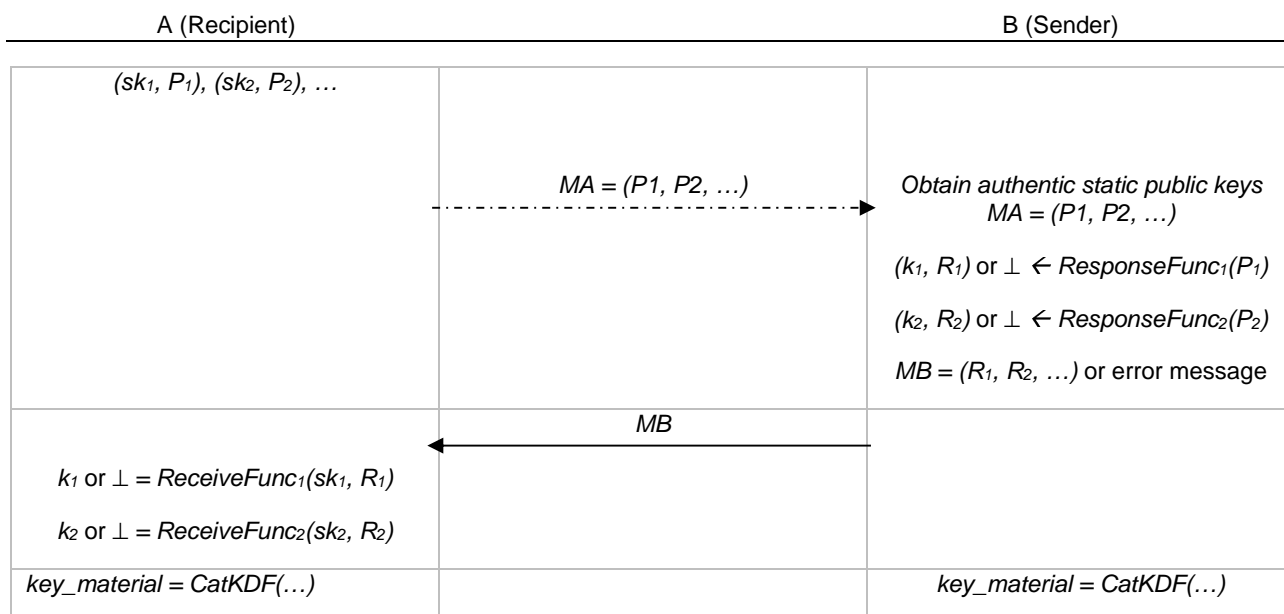 A (Recipient)
B (Sender)
(sk₁, P₁), (sk₂, P₂), …
MA = (P1, P2, …)
Obtain authentic static public keys
MA = (P1, P2, …)
(k₁, R₁) or ⊥ ← ResponseFunc₁(P₁)
(k₂, R₂) or ⊥ ← ResponseFunc₂(P₂)
MB = (R₁, R₂, …) or error message
MB
k₁ or ⊥ = ReceiveFunc₁(sk₁, R₁)
k₂ or ⊥ = ReceiveFunc₂(sk₂, R₂)
key_material = CatKDF(…)
key_material = CatKDF(…)